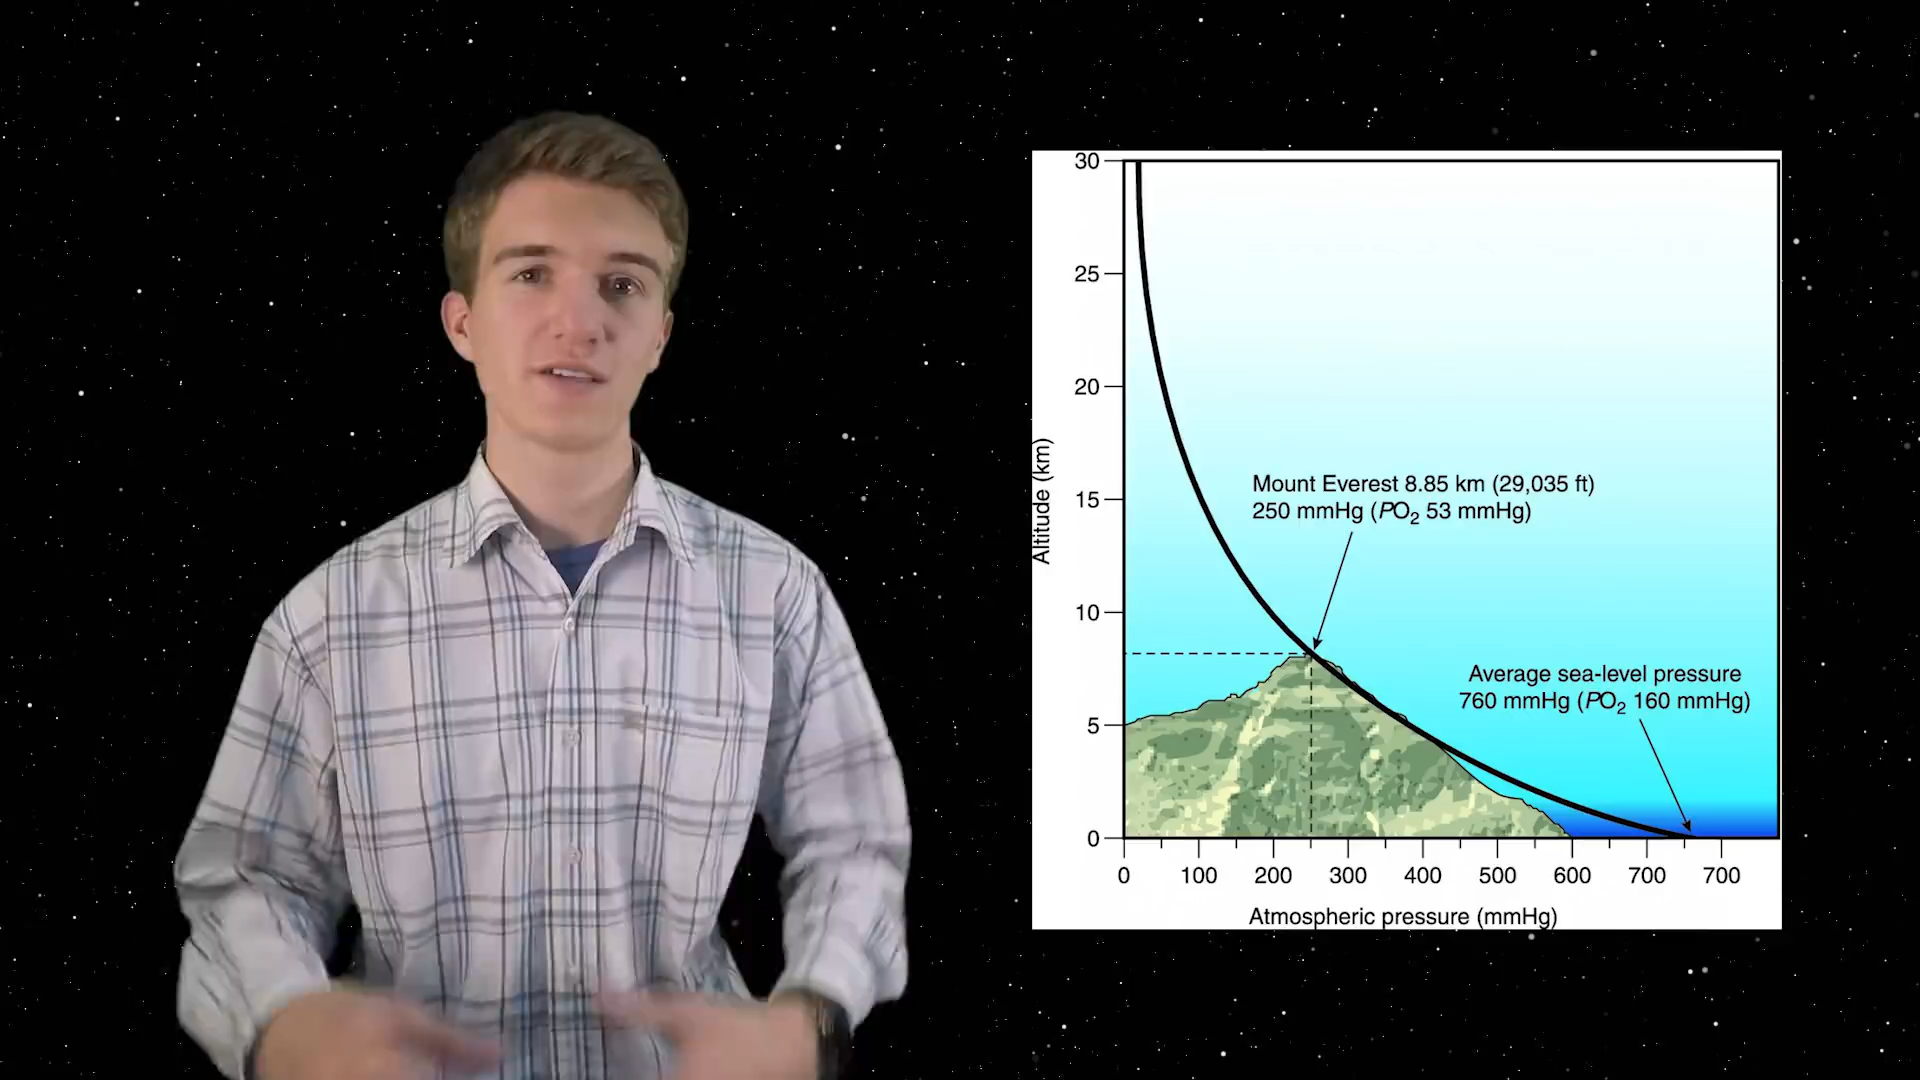 30
25
20
15
10
5
0
Altitude (km)
Mount Everest 8.85 km (29,035 ft)
250 mmHg (PO₂ 53 mmHg)
Average sea-level pressure
760 mmHg (PO₂ 160 mmHg)
0 100 200 300 400 500 600 700 700
Atmospheric pressure (mmHg)